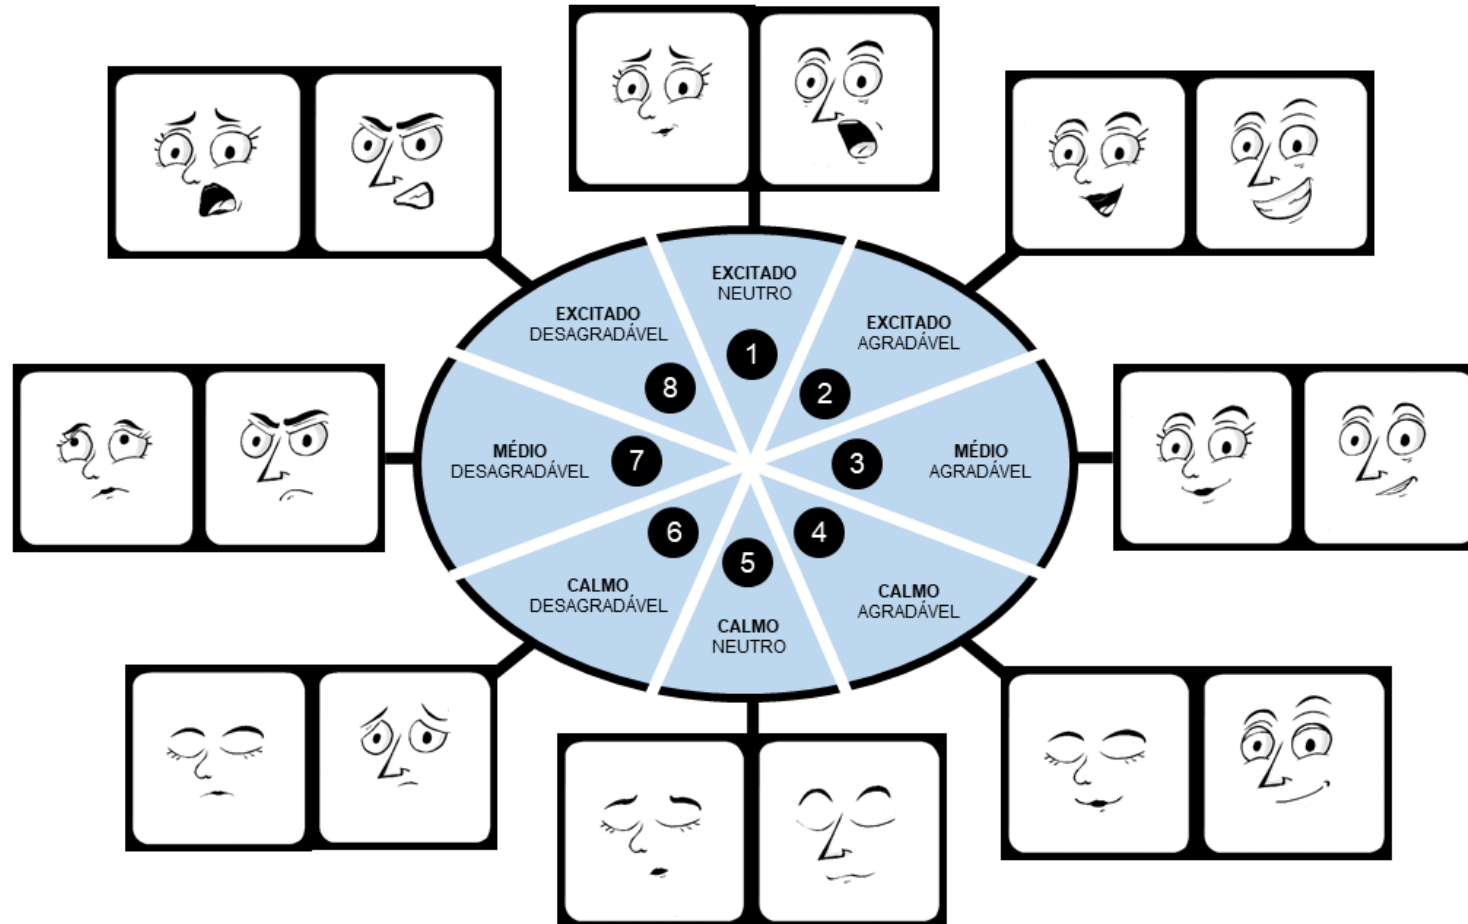 EXCITADO
NEUTRO
1
EXCITADO
AGRADÁVEL
2
MÉDIO
AGRADÁVEL
3
CALMO
AGRADÁVEL
4
CALMO
NEUTRO
5
CALMO
DESAGRADÁVEL
6
MÉDIO
DESAGRADÁVEL
7
EXCITADO
DESAGRADÁVEL
8